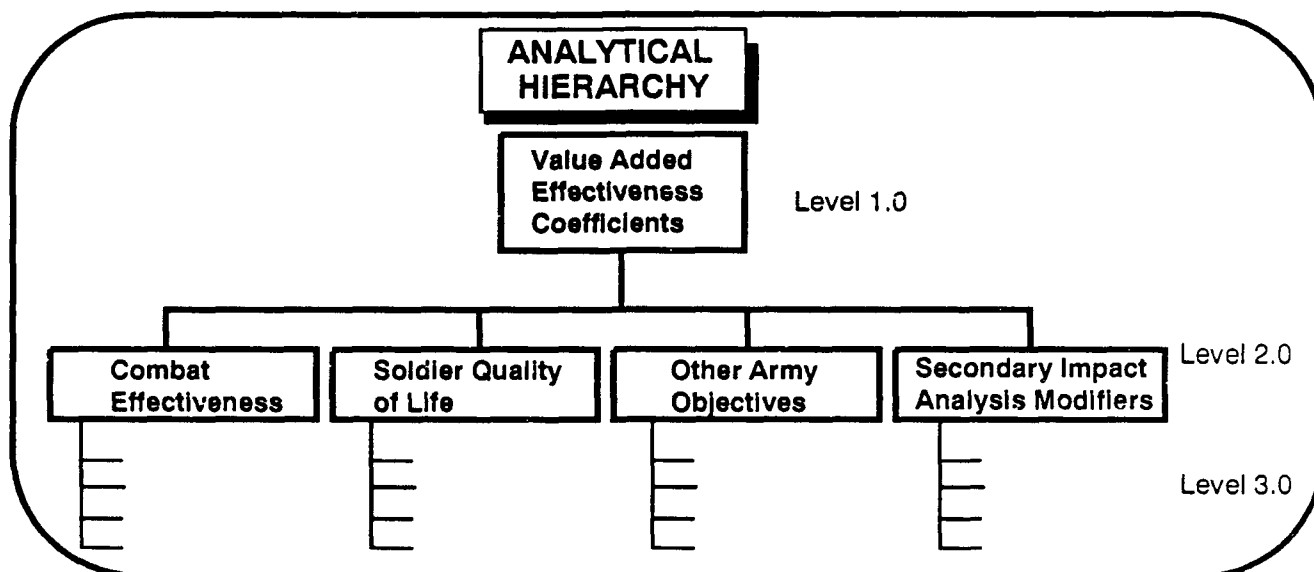 ANALYTICAL
HIERARCHY
Value Added
Effectiveness
Coefficients
Level 1.0
Combat
Effectiveness
Soldier Quality
of Life
Other Army
Objectives
Secondary Impact
Analysis Modifiers
Level 2.0
Level 3.0